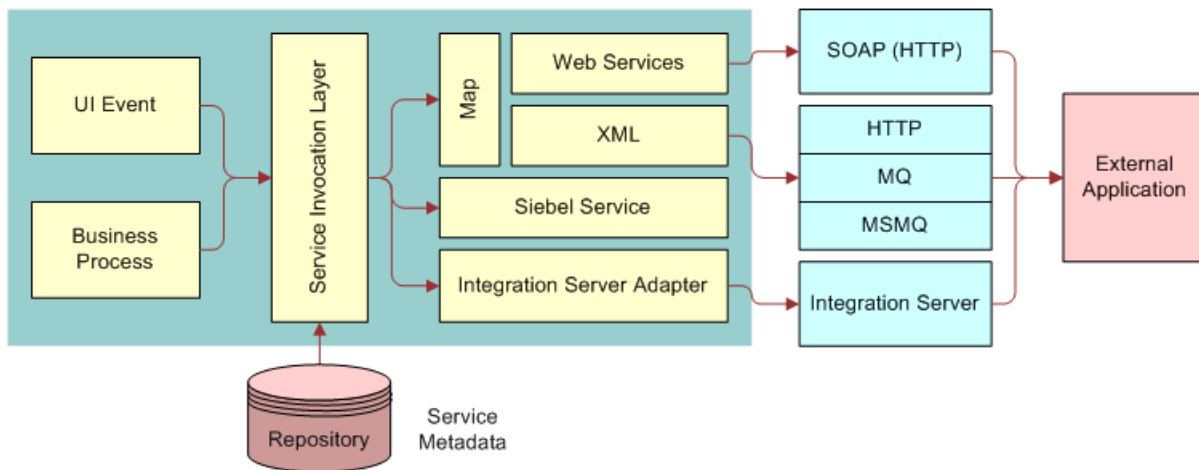 UI Event
Business
Process
Service Invocation Layer
Map
Web Services
XML
Siebel Service
Integration Server Adapter
SOAP (HTTP)
HTTP
MQ
MSMQ
Integration Server
External
Application
Repository
Service
Metadata